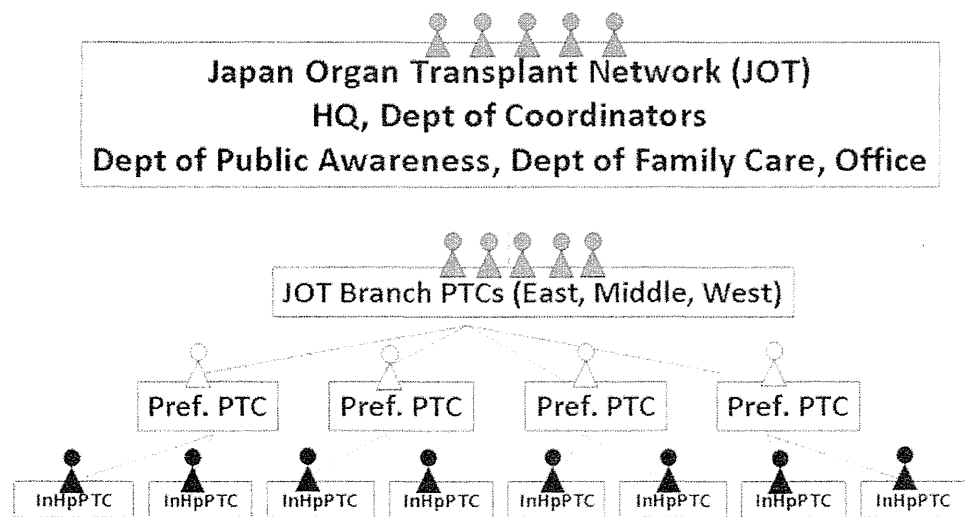 Japan Organ Transplant Network (JOT)
HQ, Dept of Coordinators
Dept of Public Awareness, Dept of Family Care, Office
JOT Branch PTCs (East, Middle, West)
Pref. PTC Pref. PTC Pref. PTC Pref. PTC
InHpPTC InHpPTC InHpPTC InHpPTC InHpPTC InHpPTC InHpPTC InHpPTC